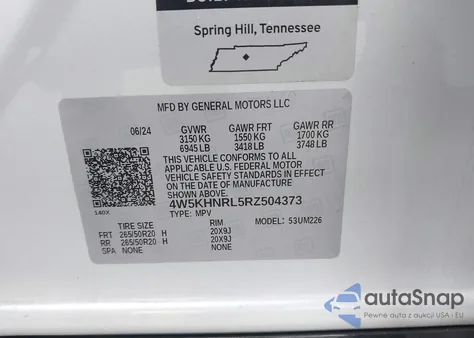 Spring Hill, Tennessee
MFD BY GENERAL MOTORS LLC
06/24 GVWR GAWR FRT GAWR RR
3150 KG 1550 KG 1700 KG
6945 LB 3418 LB 3748 LB
THIS VEHICLE CONFORMS TO ALL
APPLICABLE U.S. FEDERAL MOTOR
VEHICLE SAFETY STANDARDS IN EFFECT
ON THE DATE OF MANUFACTURE
SHOWN ABOVE.
4W5KHNRL5RZ504373
TYPE: MPV MODEL: 53UM226
140X
TIRE SIZE RIM
FRT 265/50R20 H 20X9J
RR 265/50R20 H 20X9J
SPA NONE NONE
autoSnap
Pewne auta z aukcji USA i EU